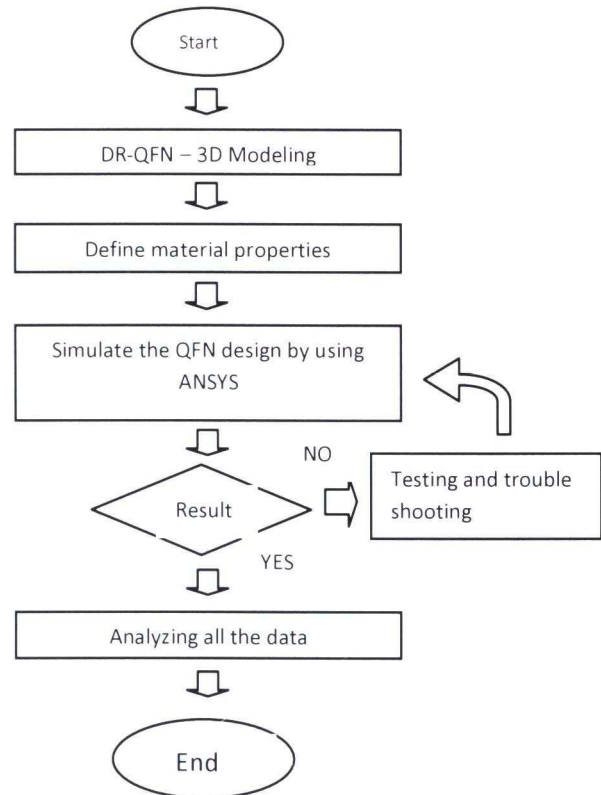 Start
DR-QFN – 3D Modeling
Define material properties
Simulate the QFN design by using
ANSYS
NO
Testing and trouble
shooting
Result
YES
Analyzing all the data
End